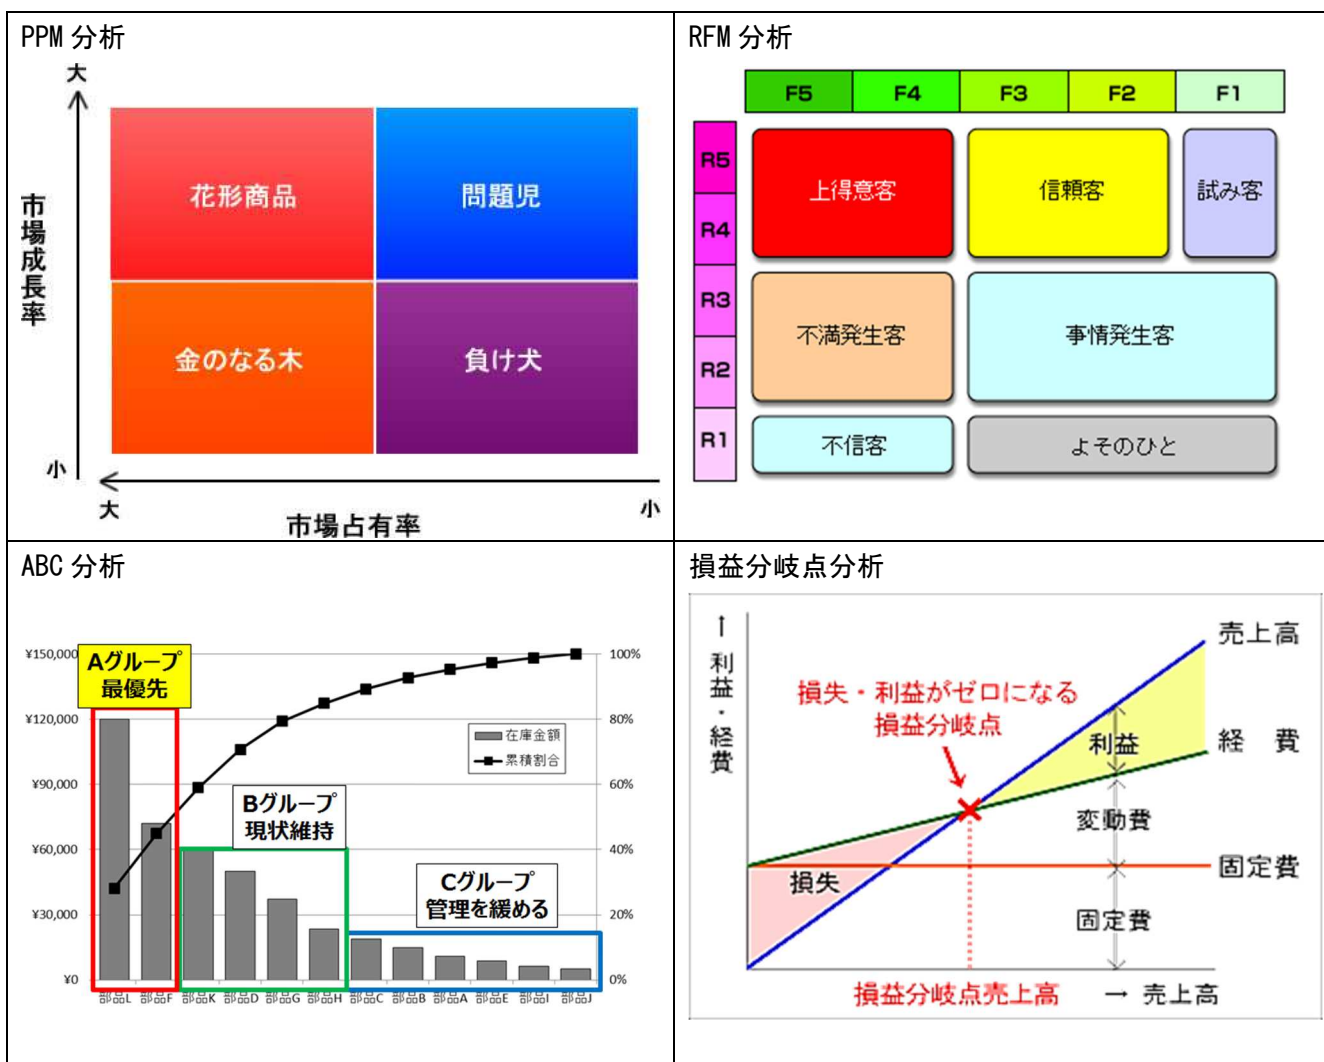 PPM 分析
大
市場成長率
花形商品
問題児
金のなる木
負け犬
小
大
小
市場占有率
RFM 分析
F5
F4
F3
F2
F1
R5
R4
R3
R2
R1
上得意客
信頼客
試み客
不満発生客
事情発生客
不信客
よそのひと
ABC 分析
¥150,000
¥120,000
¥90,000
¥60,000
¥30,000
¥0
Aグループ
最優先
Bグループ
現状維持
Cグループ
管理を緩める
在庫金額
累積割合
100%
80%
60%
40%
20%
0%
部品L
部品F
部品K
部品D
部品G
部品H
部品C
部品B
部品A
部品E
部品I
部品J
損益分岐点分析
↑利益・経費
損失・利益がゼロになる
損益分岐点
売上高
利益
経 費
変動費
損失
固定費
固定費
損益分岐点売上高
→ 売上高